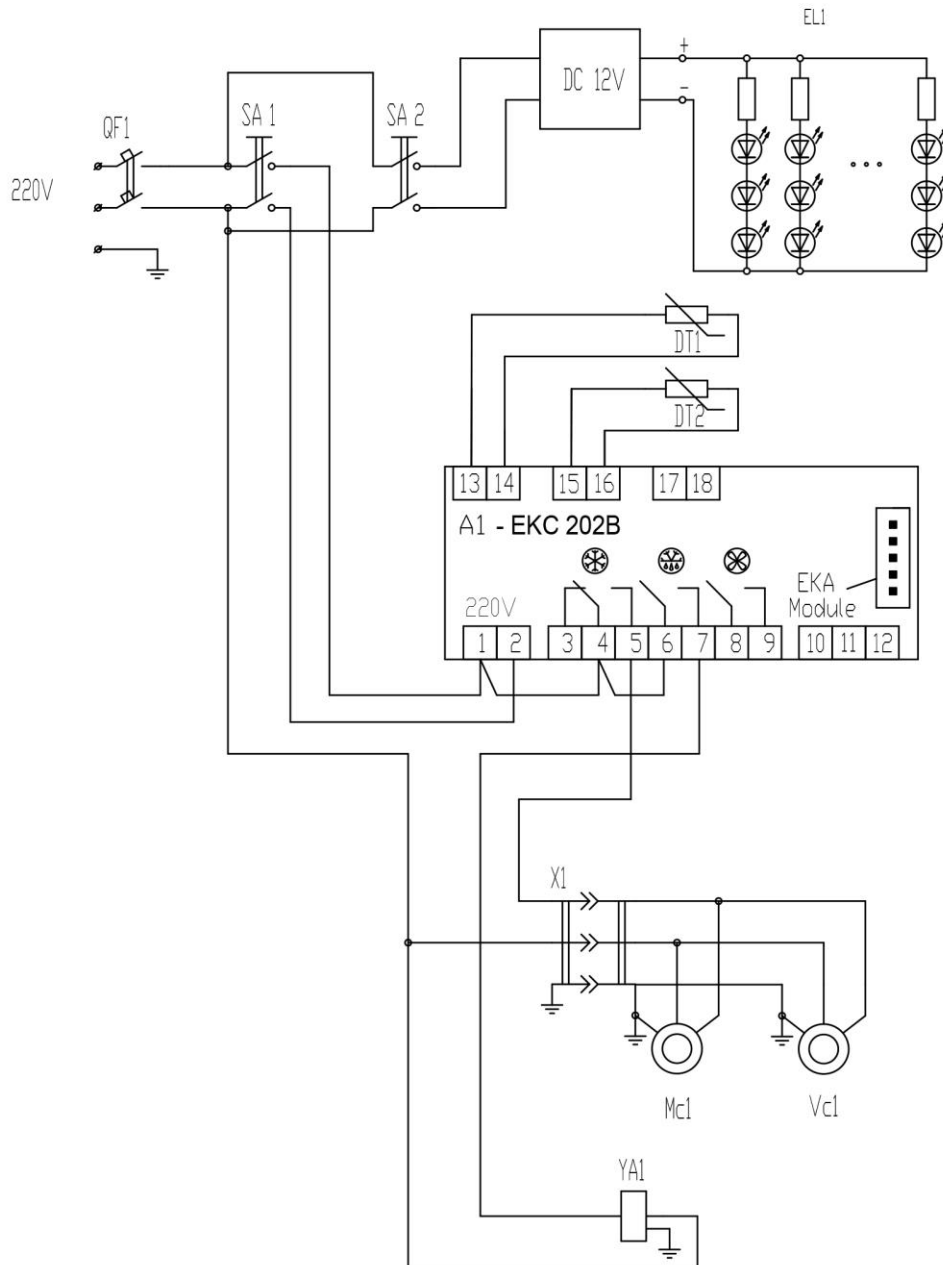 EL1
+
DC 12V
-
QF1 SA 1 SA 2
220V
DT1
DT2
13 14 15 16 17 18
A1 - EKC 202B
EKA
Module
220V
1 2 3 4 5 6 7 8 9 10 11 12
X1
Mc1 Vc1
YA1